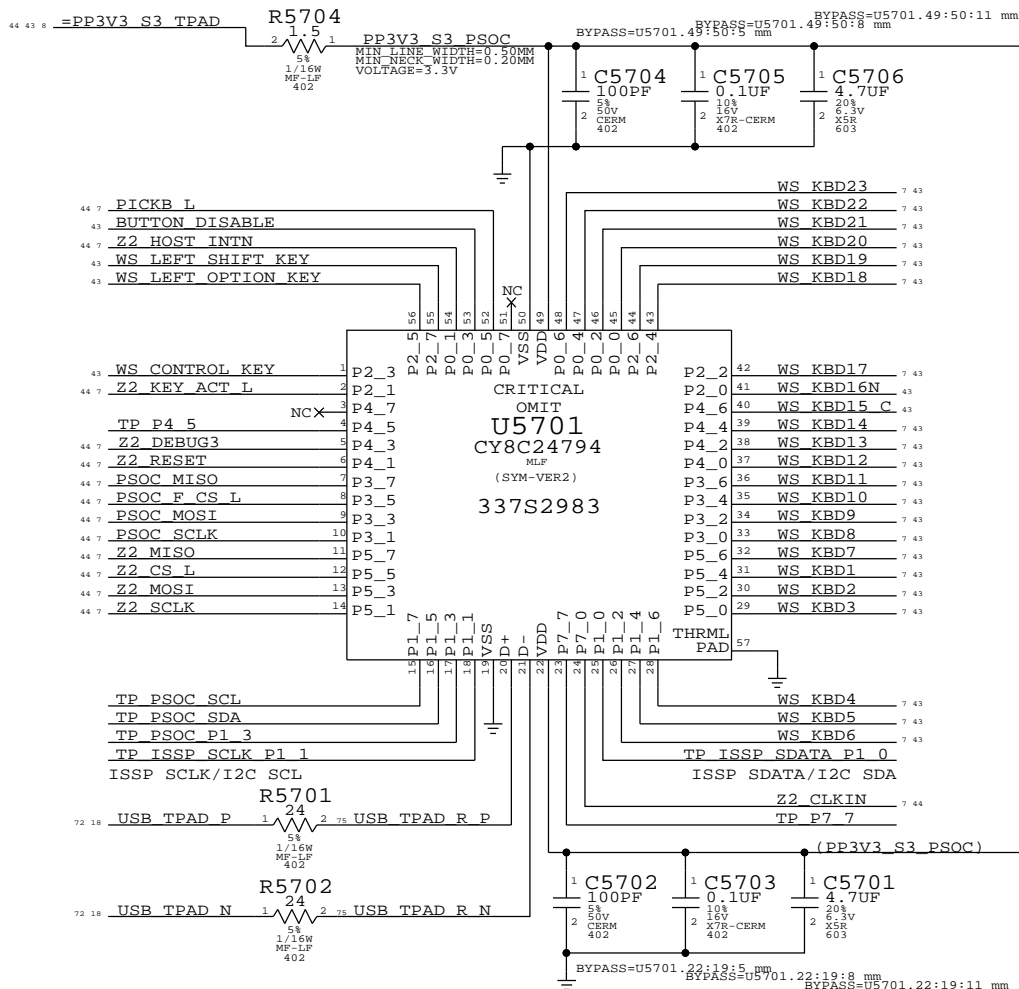 44 43 8 =PP3V3_S3_TPAD
R5704
1.5
2 1
5%
1/16W
MF-LF
402
PP3V3_S3_PSOC
MIN_LINE_WIDTH=0.50MM
MIN_NECK_WIDTH=0.20MM
VOLTAGE=3.3V
BYPASS=U5701.49:50:5 mm
BYPASS=U5701.49:50:8 mm
BYPASS=U5701.49:50:11 mm
1 C5704
100PF
5%
50V
2 CERM
402
1 C5705
0.1UF
10%
16V
2 X7R-CERM
402
1 C5706
4.7UF
20%
6.3V
2 X5R
603
44 7 PICKB_L
43 BUTTON_DISABLE
44 7 Z2_HOST_INTN
43 WS_LEFT_SHIFT_KEY
43 WS_LEFT_OPTION_KEY
WS_KBD23 7 43
WS_KBD22 7 43
WS_KBD21 7 43
WS_KBD20 7 43
WS_KBD19 7 43
WS_KBD18 7 43
NC
56 55 54 53 52 51 50 49 48 47 46 45 44 43
P2_5 P2_7 P0_1 P0_3 P0_5 P0_7 VSS VDD P0_6 P0_4 P0_2 P0_0 P2_6 P2_4
43 WS_CONTROL_KEY 1 P2_3
44 7 Z2_KEY_ACT_L 2 P2_1
NC 3 P4_7
TP_P4_5 4 P4_5
44 7 Z2_DEBUG3 5 P4_3
44 7 Z2_RESET 6 P4_1
44 7 PSOC_MISO 7 P3_7
44 7 PSOC_F_CS_L 8 P3_5
44 7 PSOC_MOSI 9 P3_3
44 7 PSOC_SCLK 10 P3_1
44 7 Z2_MISO 11 P5_7
44 7 Z2_CS_L 12 P5_5
44 7 Z2_MOSI 13 P5_3
44 7 Z2_SCLK 14 P5_1
CRITICAL
OMIT
U5701
CY8C24794
MLF
(SYM-VER2)
337S2983
P2_2 42 WS_KBD17 7 43
P2_0 41 WS_KBD16N 43
P4_6 40 WS_KBD15_C 43
P4_4 39 WS_KBD14 7 43
P4_2 38 WS_KBD13 7 43
P4_0 37 WS_KBD12 7 43
P3_6 36 WS_KBD11 7 43
P3_4 35 WS_KBD10 7 43
P3_2 34 WS_KBD9 7 43
P3_0 33 WS_KBD8 7 43
P5_6 32 WS_KBD7 7 43
P5_4 31 WS_KBD1 7 43
P5_2 30 WS_KBD2 7 43
P5_0 29 WS_KBD3 7 43
THRML
PAD 57
P1_7 P1_5 P1_3 P1_1 VSS D+ D- VDD P7_7 P7_0 P1_0 P1_2 P1_4 P1_6
15 16 17 18 19 20 21 22 23 24 25 26 27 28
TP_PSOC_SCL
TP_PSOC_SDA
TP_PSOC_P1_3
TP_ISSP_SCLK_P1_1
ISSP SCLK/I2C SCL
WS_KBD4 7 43
WS_KBD5 7 43
WS_KBD6 7 43
TP_ISSP_SDATA_P1_0
ISSP SDATA/I2C SDA
Z2_CLKIN 7 44
TP_P7_7
R5701
24
72 18 USB_TPAD_P 1 2 75 USB_TPAD_R_P
5%
1/16W
MF-LF
402
R5702
24
72 18 USB_TPAD_N 1 2 75 USB_TPAD_R_N
5%
1/16W
MF-LF
402
(PP3V3_S3_PSOC)
1 C5702
100PF
5%
50V
2 CERM
402
1 C5703
0.1UF
10%
16V
2 X7R-CERM
402
1 C5701
4.7UF
20%
6.3V
2 X5R
603
BYPASS=U5701.22:19:5 mm
BYPASS=U5701.22:19:8 mm
BYPASS=U5701.22:19:11 mm